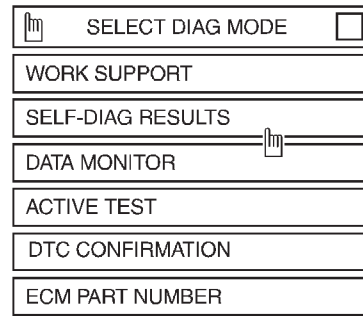 SELECT DIAG MODE
WORK SUPPORT
SELF-DIAG RESULTS
DATA MONITOR
ACTIVE TEST
DTC CONFIRMATION
ECM PART NUMBER